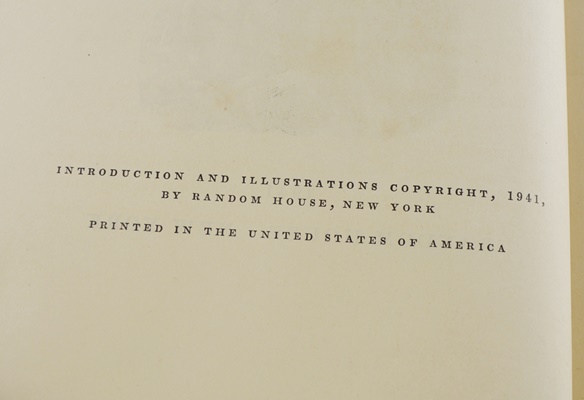 INTRODUCTION AND ILLUSTRATIONS COPYRIGHT, 1941,
BY RANDOM HOUSE, NEW YORK
PRINTED IN THE UNITED STATES OF AMERICA